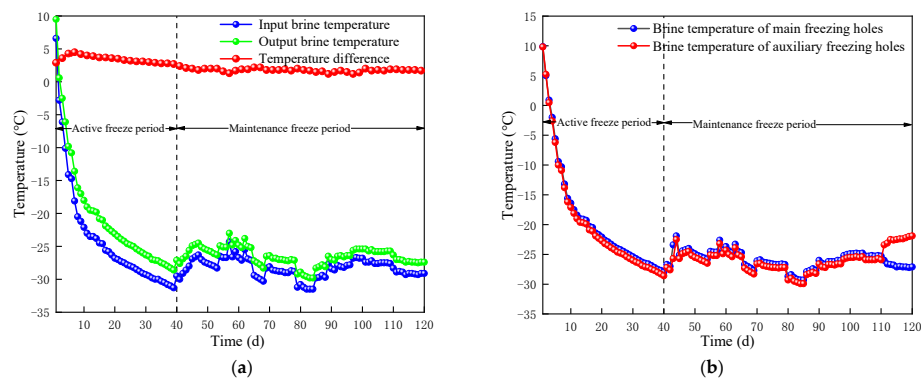 Input brine temperature
Output brine temperature
Temperature difference
Temperature (°C)
10
5
0
-5
-10
-15
-20
-25
-30
-35
Active freeze period
Maintenance freeze period
10 20 30 40 50 60 70 80 90 100 110 120
Time (d)
(a)
Brine temperature of main freezing holes
Brine temperature of auxiliary freezing holes
Temperature (°C)
15
10
5
0
-5
-10
-15
-20
-25
-30
-35
Active freeze period
Maintenance freeze period
10 20 30 40 50 60 70 80 90 100 110 120
Time (d)
(b)